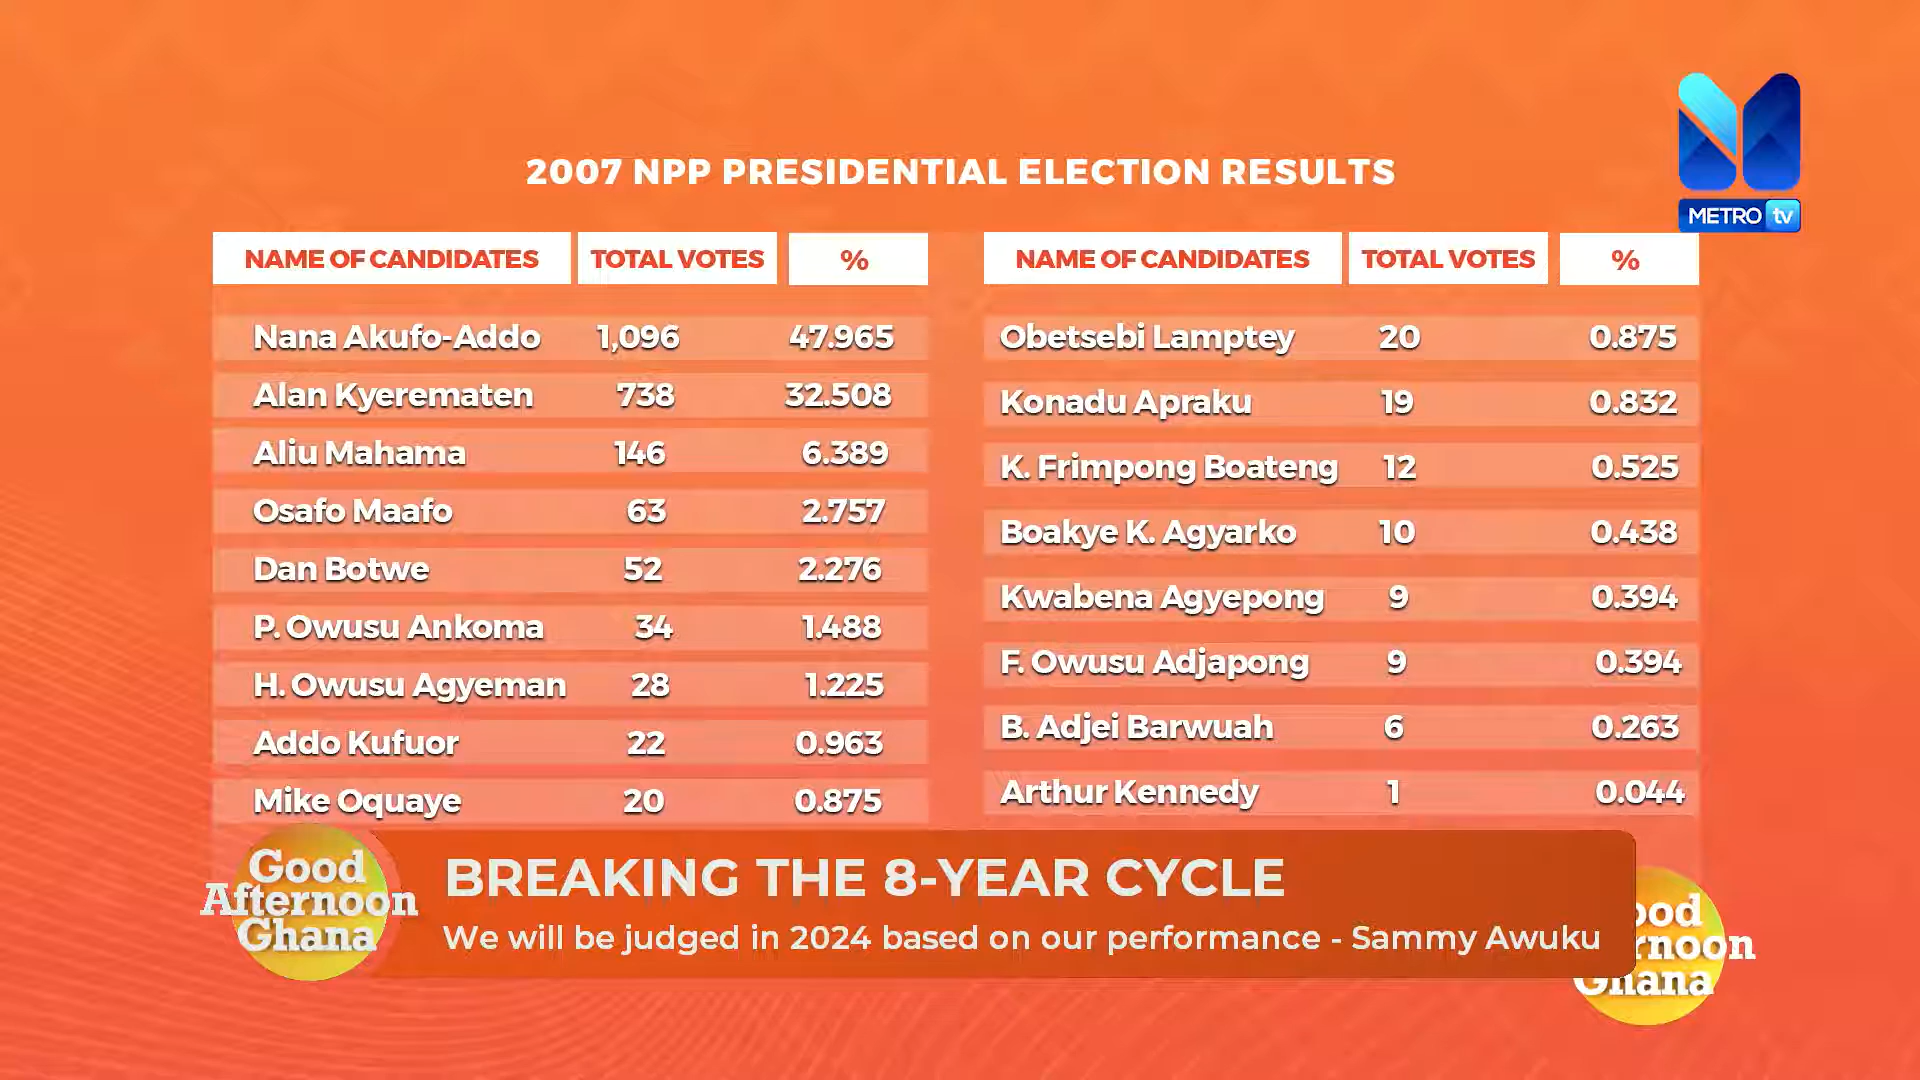 METRO tv
2007 NPP PRESIDENTIAL ELECTION RESULTS
NAME OF CANDIDATES TOTAL VOTES %
Nana Akufo-Addo 1,096 47.965
Alan Kyerematen 738 32.508
Aliu Mahama 146 6.389
Osafo Maafo 63 2.757
Dan Botwe 52 2.276
P. Owusu Ankoma 34 1.488
H. Owusu Agyeman 28 1.225
Addo Kufuor 22 0.963
Mike Oquaye 20 0.875
NAME OF CANDIDATES TOTAL VOTES %
Obetsebi Lamptey 20 0.875
Konadu Apraku 19 0.832
K. Frimpong Boateng 12 0.525
Boakye K. Agyarko 10 0.438
Kwabena Agyepong 9 0.394
F. Owusu Adjapong 9 0.394
B. Adjei Barwuah 6 0.263
Arthur Kennedy 1 0.044
Good
Afternoon
Ghana
BREAKING THE 8-YEAR CYCLE
We will be judged in 2024 based on our performance - Sammy Awuku
ood
rnoon
Ghana